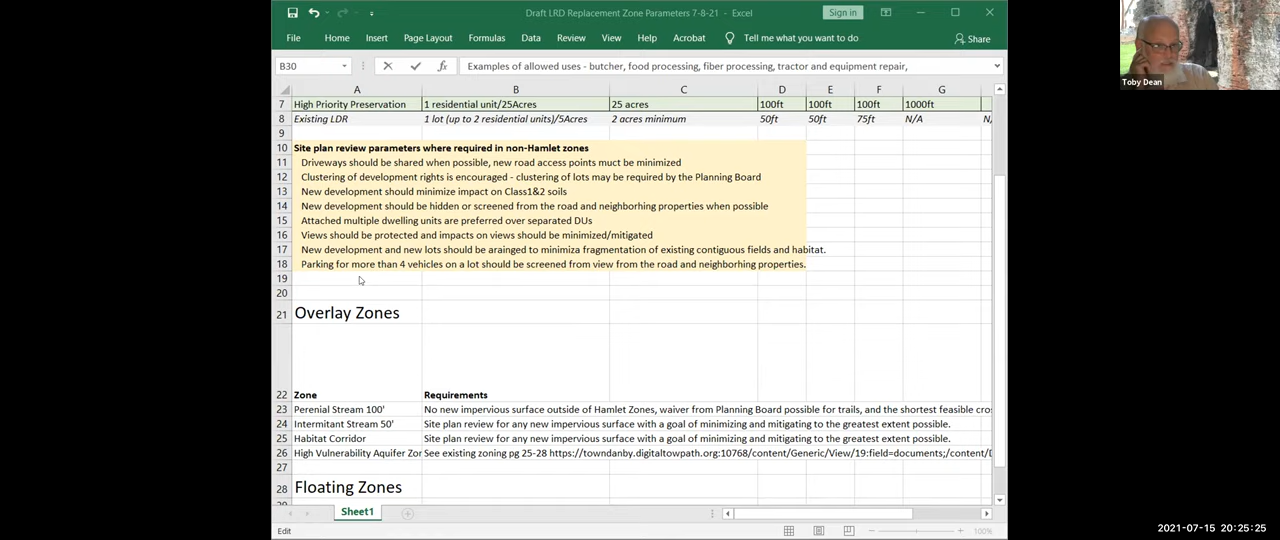 Draft LRD Replacement Zone Parameters 7-8-21 - Excel
Sign in
File Home Insert Page Layout Formulas Data Review View Help Acrobat Tell me what you want to do Share
B30 fx Examples of allowed uses - butcher, food processing, fiber processing, tractor and equipment repair,
A B C D E F G
7 High Priority Preservation 1 residential unit/25Acres 25 acres 100ft 100ft 100ft 1000ft
8 Existing LDR 1 lot (up to 2 residential units)/5Acres 2 acres minimum 50ft 50ft 75ft N/A N/
9
10 Site plan review parameters where required in non-Hamlet zones
11 Driveways should be shared when possible, new road access points muct be minimized
12 Clustering of development rights is encouraged - clustering of lots may be required by the Planning Board
13 New development should minimize impact on Class1&2 soils
14 New development should be hidden or screened from the road and neighborhing properties when possible
15 Attached multiple dwelling units are preferred over separated DUs
16 Views should be protected and impacts on views should be minimized/mitigated
17 New development and new lots should be arainged to minimiza fragmentation of existing contiguous fields and habitat.
18 Parking for more than 4 vehicles on a lot should be screened from view from the road and neighborhing properties.
19
20
21 Overlay Zones
22 Zone Requirements
23 Perenial Stream 100' No new impervious surface outside of Hamlet Zones, waiver from Planning Board possible for trails, and the shortest feasible cros
24 Intermitant Stream 50' Site plan review for any new impervious surface with a goal of minimizing and mitigating to the greatest extent possible.
25 Habitat Corridor Site plan review for any new impervious surface with a goal of minimizing and mitigating to the greatest extent possible.
26 High Vulnerability Aquifer Zor See existing zoning pg 25-28 https://towndanby.digitaltowpath.org:10768/content/Generic/View/19:field=documents;/content/D
27
28 Floating Zones
Sheet1
Edit
100%
Toby Dean
2021-07-15 20:25:25